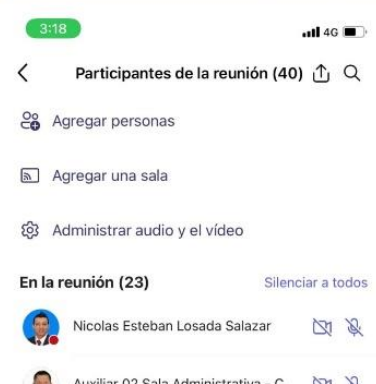 3:18
4G
Participantes de la reunión (40)
Agregar personas
Agregar una sala
Administrar audio y el vídeo
En la reunión (23)
Silenciar a todos
Nicolas Esteban Losada Salazar
Auxiliar 02 Sala Administrativa - C